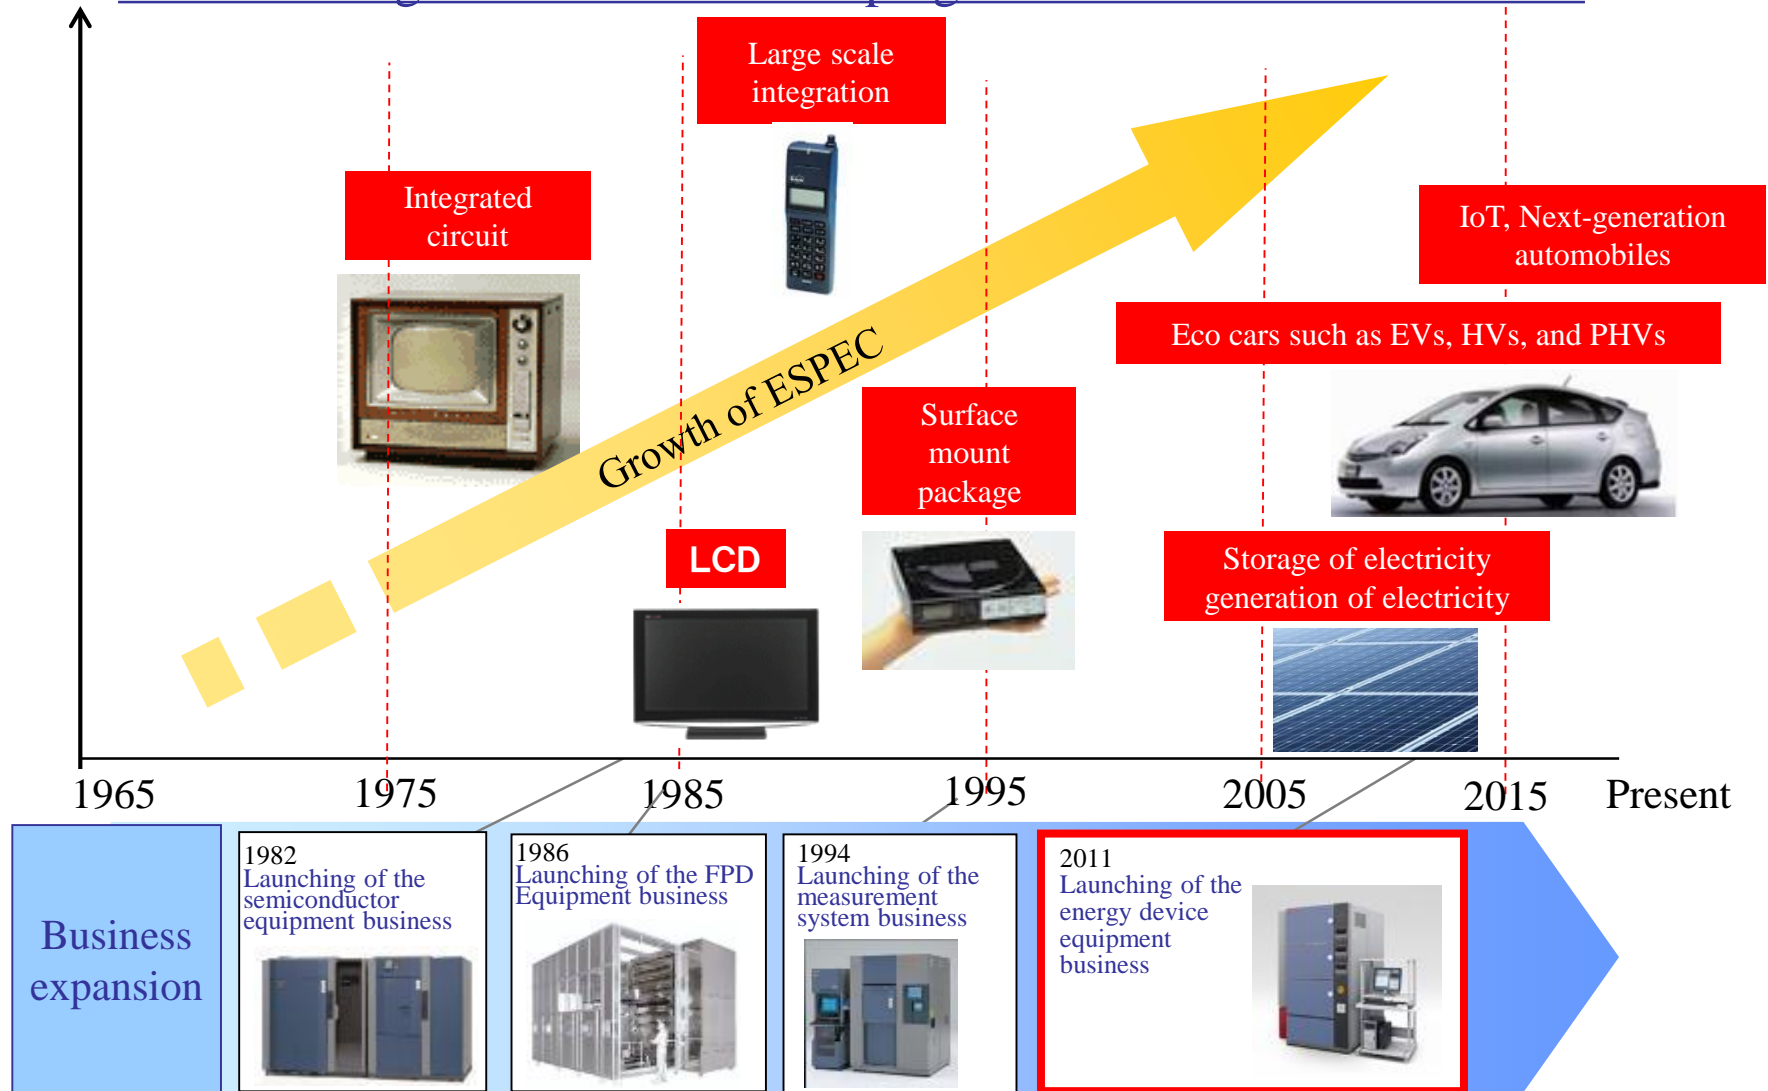 Large scale
integration
Integrated
circuit
IoT, Next-generation
automobiles
Eco cars such as EVs, HVs, and PHVs
Growth of ESPEC
Surface
mount
package
LCD
Storage of electricity
generation of electricity
1965
1975
1985
1995
2005
2015
Present
Business
expansion
1982
Launching of the
semiconductor
equipment business
1986
Launching of the FPD
Equipment business
1994
Launching of the
measurement
system business
2011
Launching of the
energy device
equipment
business